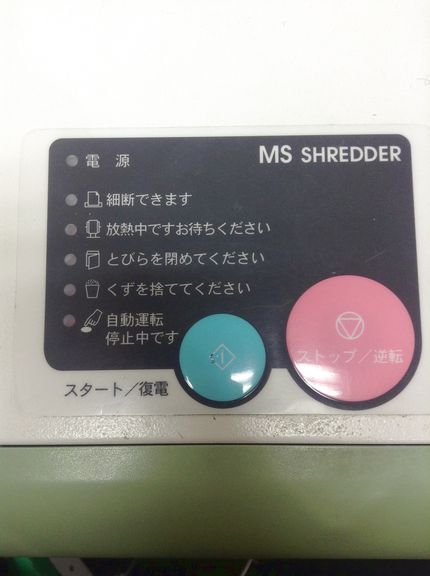 電 源
MS SHREDDER
細断できます
放熱中ですお待ちください
とびらを閉めてください
くずを捨ててください
自動運転
停止中です
スタート/復電
ストップ/逆転